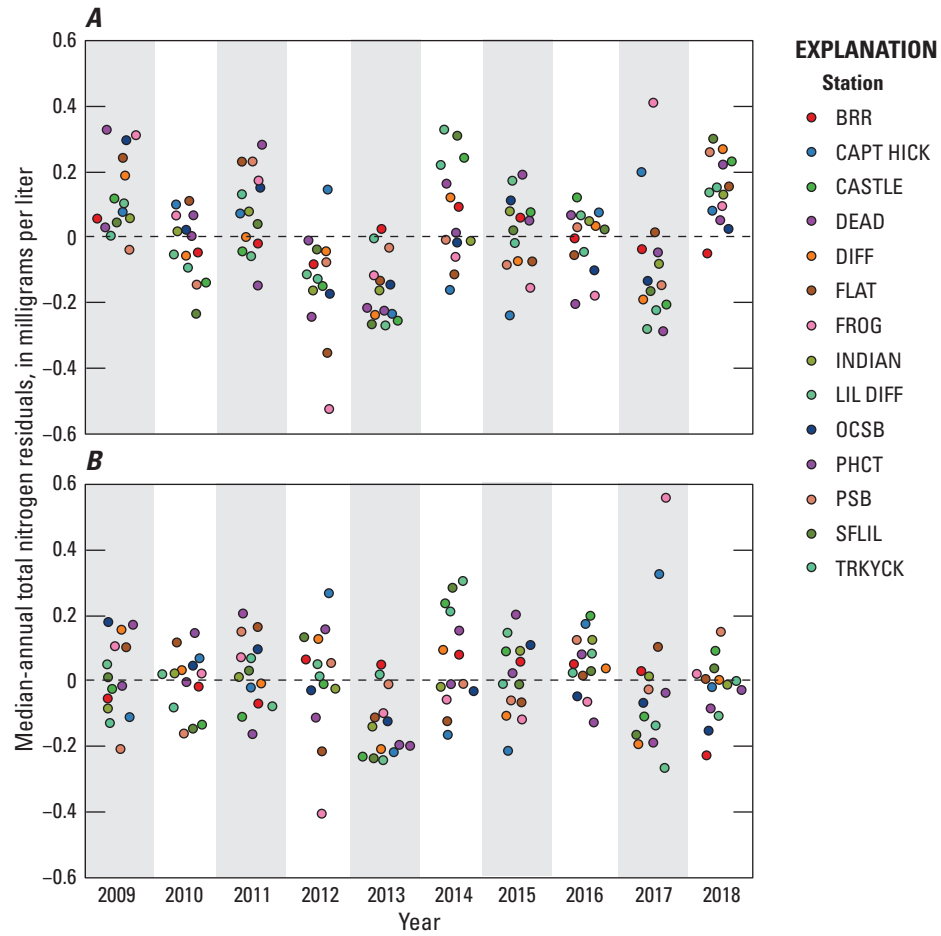 A
0.6
0.4
0.2
0
−0.2
−0.4
−0.6
B
0.6
0.4
0.2
0
−0.2
−0.4
−0.6
Median-annual total nitrogen residuals, in milligrams per liter
2009 2010 2011 2012 2013 2014 2015 2016 2017 2018
Year
EXPLANATION
Station
BRR
CAPT HICK
CASTLE
DEAD
DIFF
FLAT
FROG
INDIAN
LIL DIFF
OCSB
PHCT
PSB
SFLIL
TRKYCK